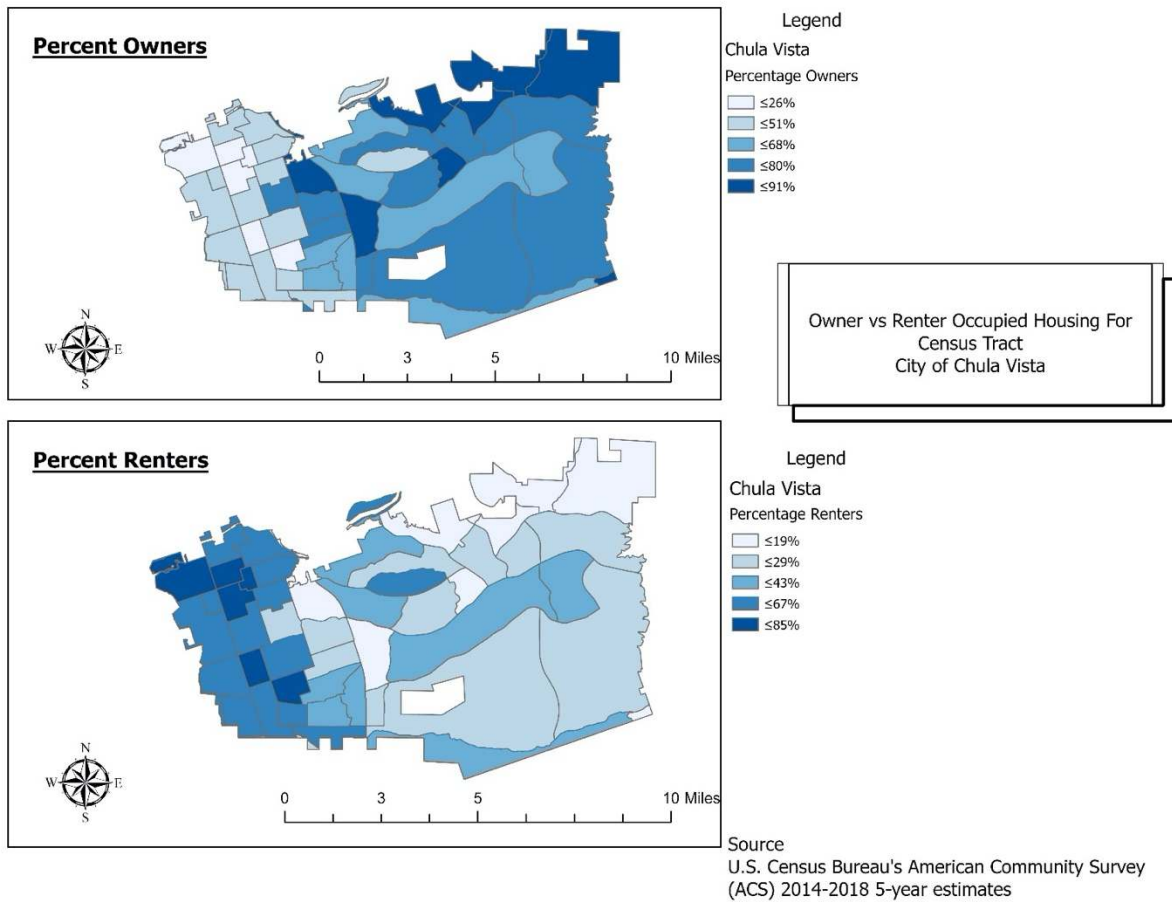 Percent Owners
N
W E
S
0 3 5 10 Miles
Legend
Chula Vista
Percentage Owners
≤26%
≤51%
≤68%
≤80%
≤91%
Owner vs Renter Occupied Housing For
Census Tract
City of Chula Vista
Percent Renters
N
W E
S
0 3 5 10 Miles
Legend
Chula Vista
Percentage Renters
≤19%
≤29%
≤43%
≤67%
≤85%
Source
U.S. Census Bureau's American Community Survey
(ACS) 2014-2018 5-year estimates